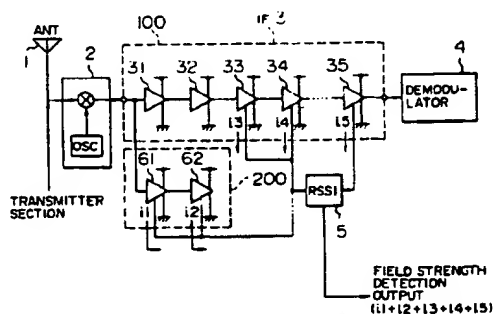 ANT
1
100
IF 3
2
31
32
33
34
35
4
DEMODU-
LATOR
OSC
i3
i4
i5
61
62
200
i1
i2
RSSI
5
TRANSMITTER
SECTION
FIELD STRENGTH
DETECTION
OUTPUT
(i1+i2+i3+i4+i5)